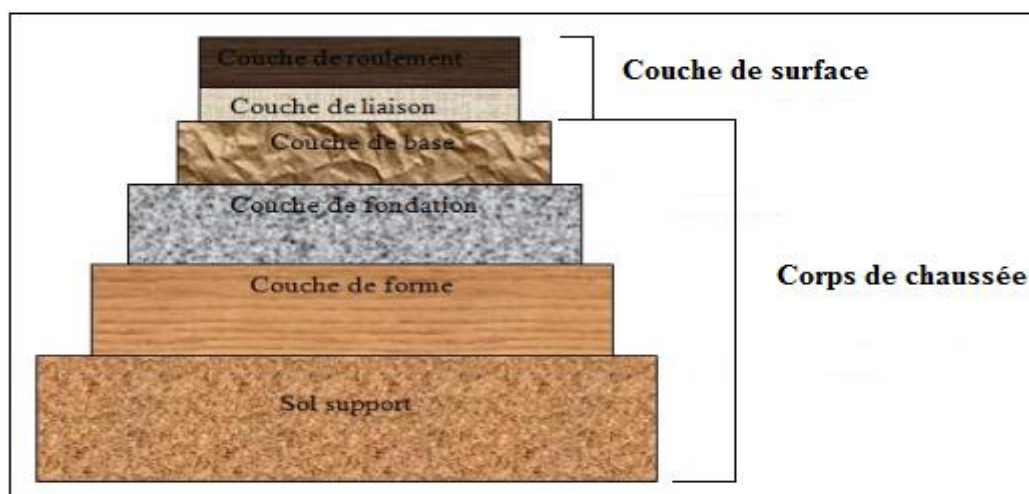 Couche de roulement
Couche de surface
Couche de liaison
Couche de base
Couche de fondation
Corps de chaussée
Couche de forme
Sol support